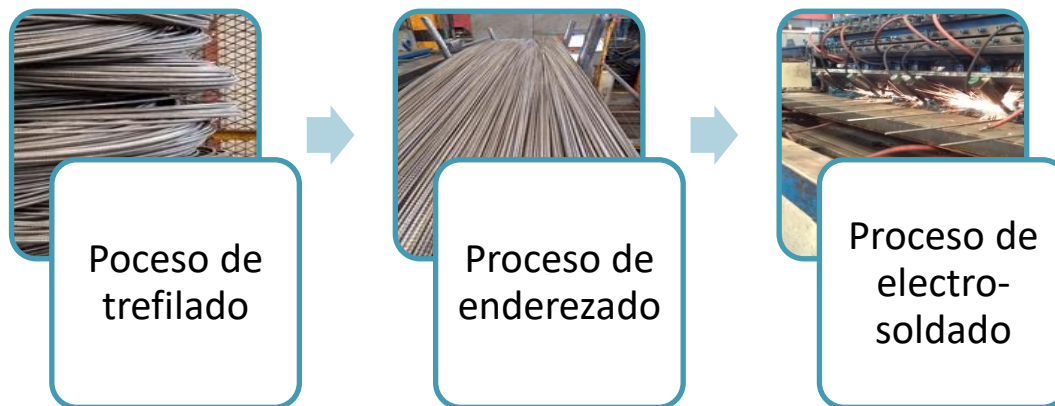 Poceso de
trefilado
Proceso de
enderezado
Proceso de
electro-
soldado